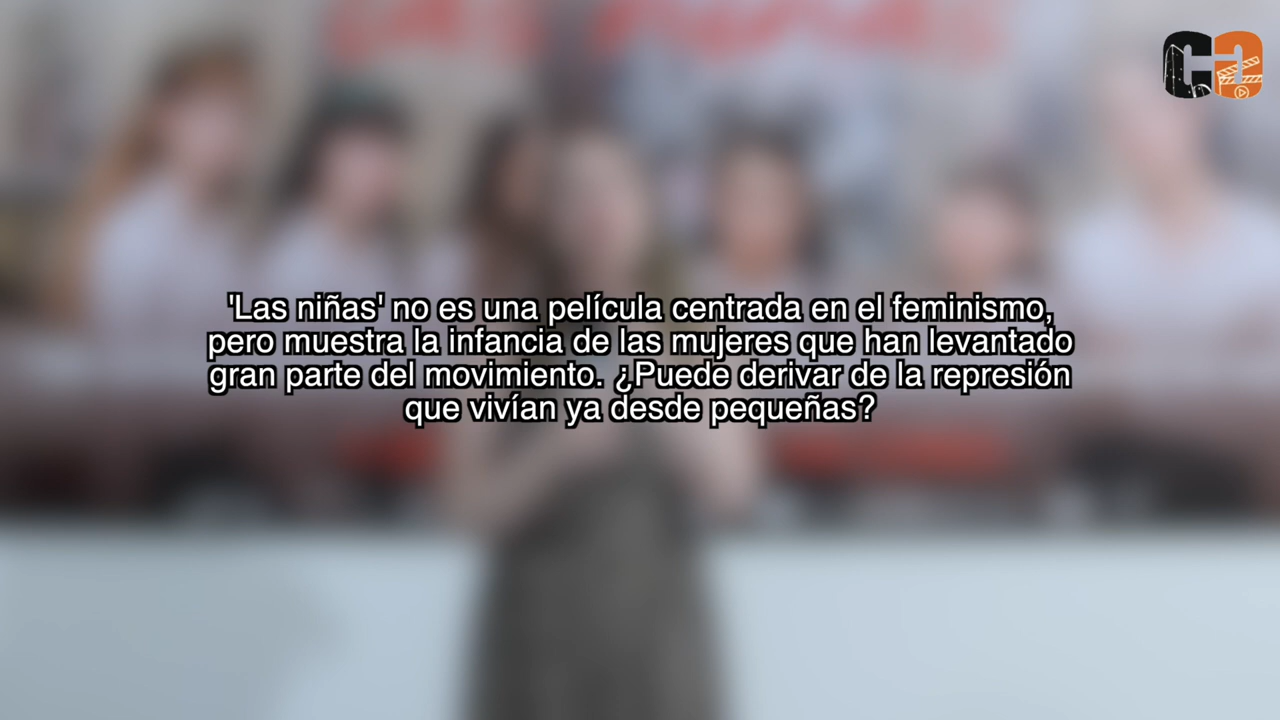 'Las niñas' no es una película centrada en el feminismo,
pero muestra la infancia de las mujeres que han levantado
gran parte del movimiento. ¿Puede derivar de la represión
que vivían ya desde pequeñas?
ca